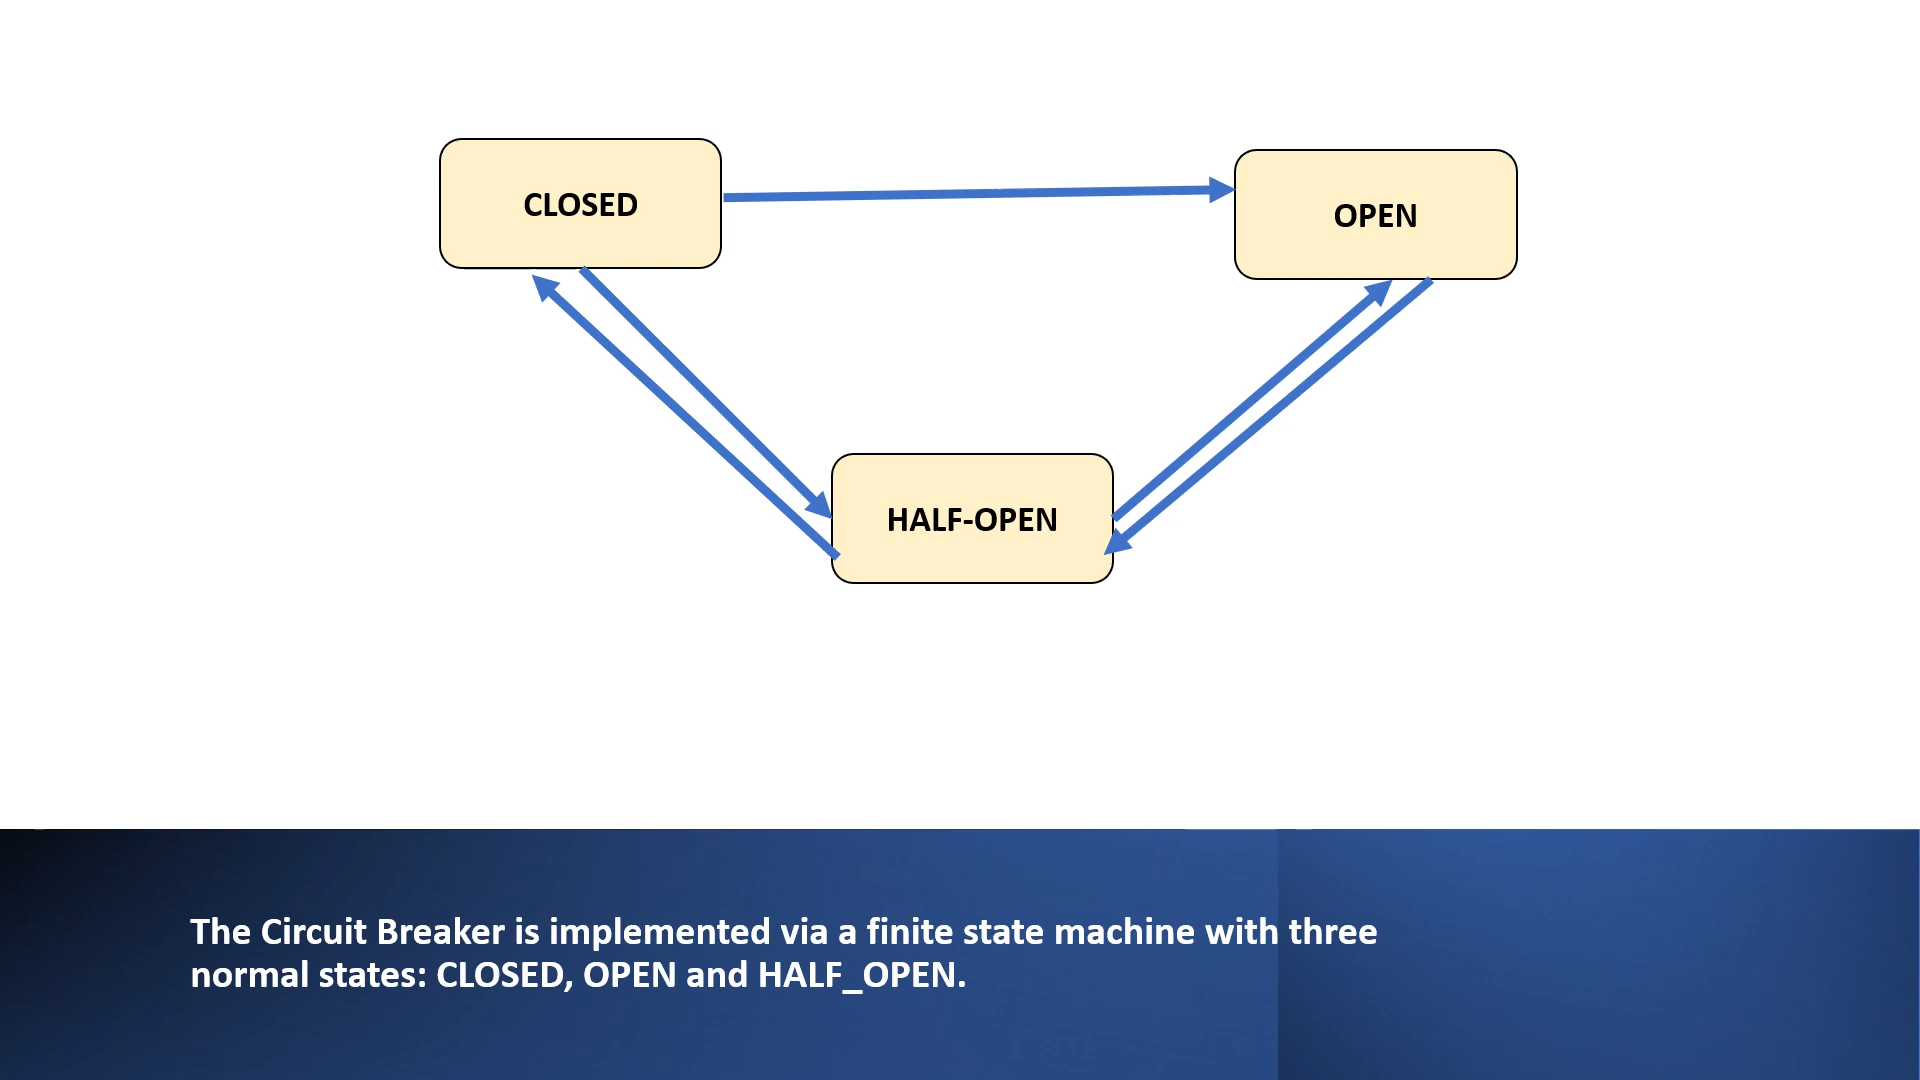 CLOSED
OPEN
HALF-OPEN
The Circuit Breaker is implemented via a finite state machine with three
normal states: CLOSED, OPEN and HALF_OPEN.